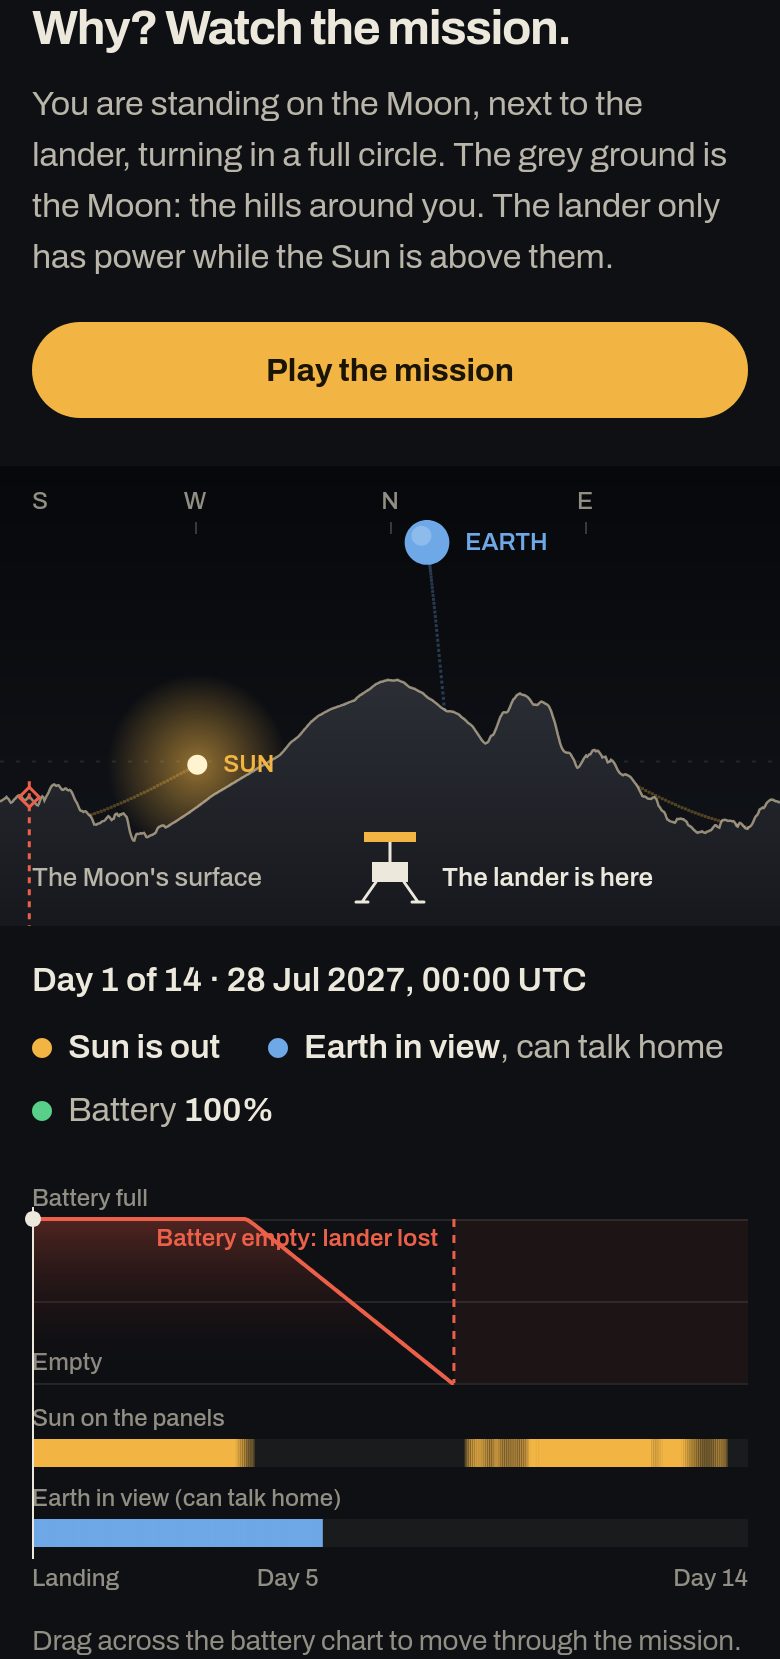 Why? Watch the mission.
You are standing on the Moon, next to the
lander, turning in a full circle. The grey ground is
the Moon: the hills around you. The lander only
has power while the Sun is above them.
Play the mission
S W N E
EARTH
SUN
The Moon's surface
The lander is here
Day 1 of 14 · 28 Jul 2027, 00:00 UTC
Sun is out
Earth in view, can talk home
Battery 100%
Battery full
Battery empty: lander lost
Empty
Sun on the panels
Earth in view (can talk home)
Landing Day 5 Day 14
Drag across the battery chart to move through the mission.